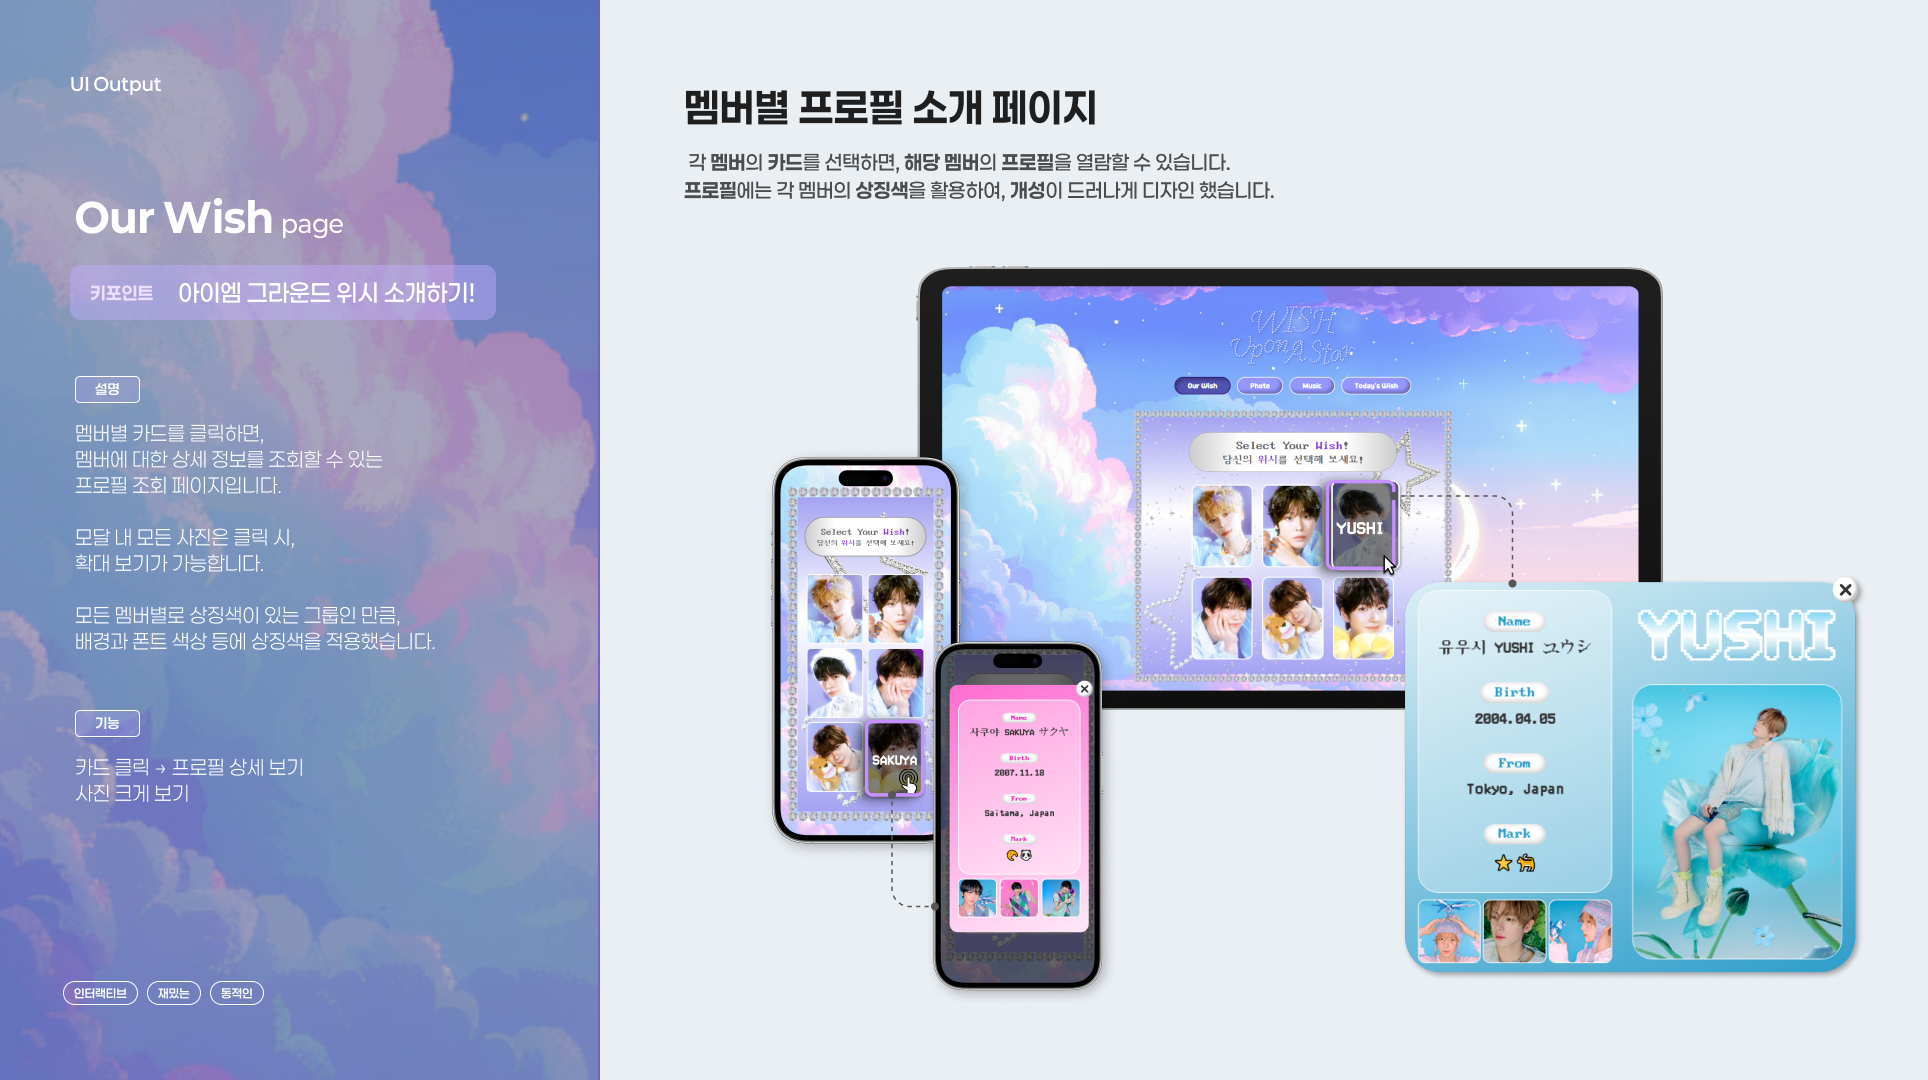 UI Output
Our Wish page
키포인트 아이엠 그라운드 위시 소개하기!
설명
멤버별 카드를 클릭하면,
멤버에 대한 상세 정보를 조회할 수 있는
프로필 조회 페이지입니다.
모달 내 모든 사진은 클릭 시,
확대 보기가 가능합니다.
모든 멤버별로 상징색이 있는 그룹인 만큼,
배경과 폰트 색상 등에 상징색을 적용했습니다.
기능
카드 클릭 → 프로필 상세 보기
사진 크게 보기
인터랙티브 재밌는 동적인
멤버별 프로필 소개 페이지
각 멤버의 카드를 선택하면, 해당 멤버의 프로필을 열람할 수 있습니다.
프로필에는 각 멤버의 상징색을 활용하여, 개성이 드러나게 디자인 했습니다.
WISH
Upon A Star
Our Wish Photo Music Today's Wish
Select Your Wish!
당신의 위시를 선택해 보세요!
YUSHI
Select Your Wish!
당신의 위시를 선택해 보세요!
SAKUYA
Name
사쿠야 SAKUYA サクヤ
Birth
2007.11.18
From
Saitama, Japan
Mark
Name
유우시 YUSHI ユウシ
Birth
2004.04.05
From
Tokyo, Japan
Mark
YUSHI